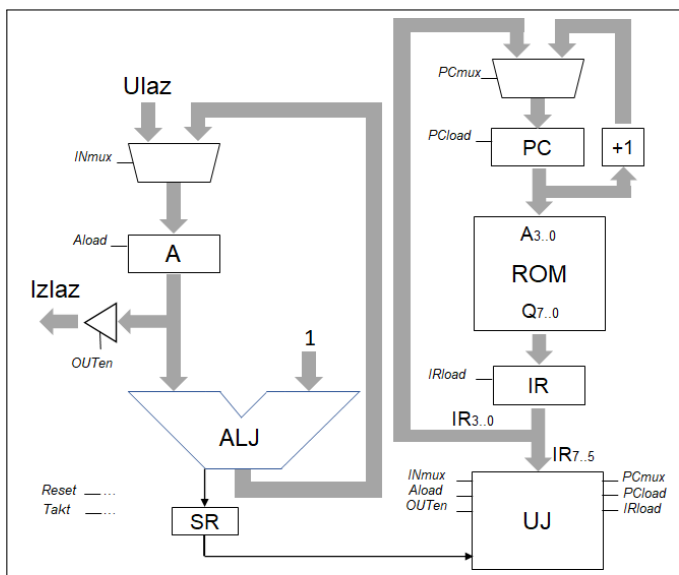 Ulaz
INmux
Aload
A
Izlaz
OUTen
1
ALJ
Reset ......
Takt ......
SR
PCmux
PCload
PC
+1
A3..0
ROM
Q7..0
IRload
IR
IR3..0
IR7..5
INmux
Aload
OUTen
UJ
PCmux
PCload
IRload